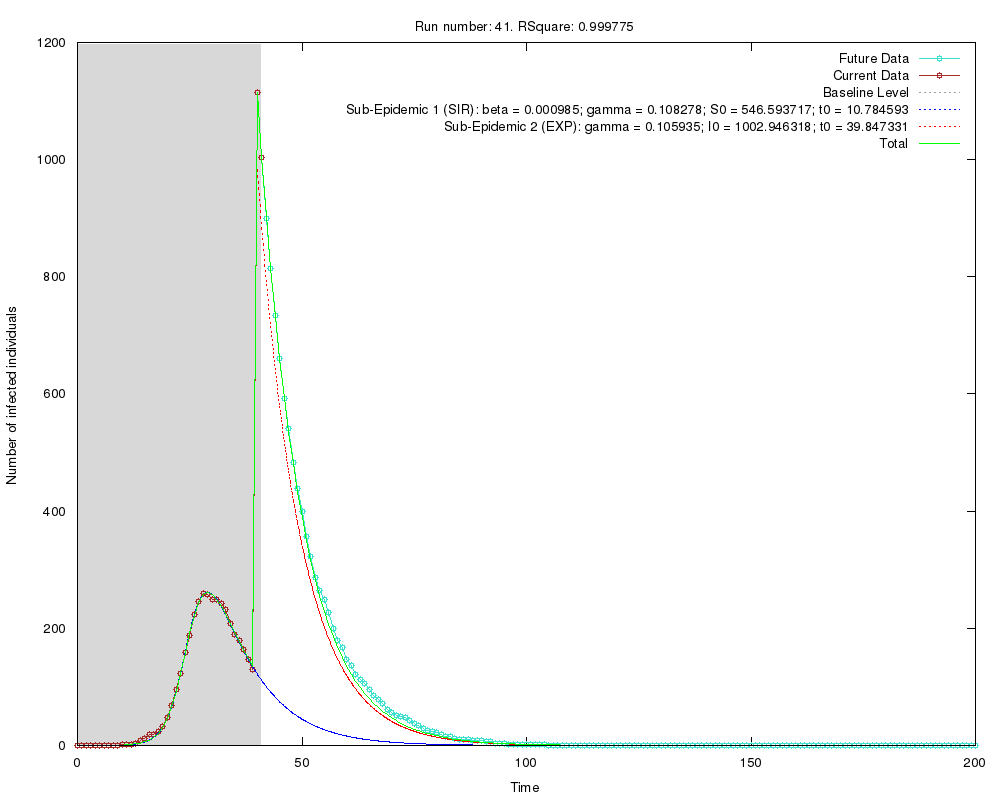 Run number: 41. RSquare: 0.999775
Future Data
Current Data
Baseline Level
Sub-Epidemic 1 (SIR): beta = 0.000985; gamma = 0.108278; S0 = 546.593717; t0 = 10.784593
Sub-Epidemic 2 (EXP): gamma = 0.105935; I0 = 1002.946318; t0 = 39.847331
Total
1200
1000
800
600
400
200
0
Number of infected individuals
0 50 100 150 200
Time